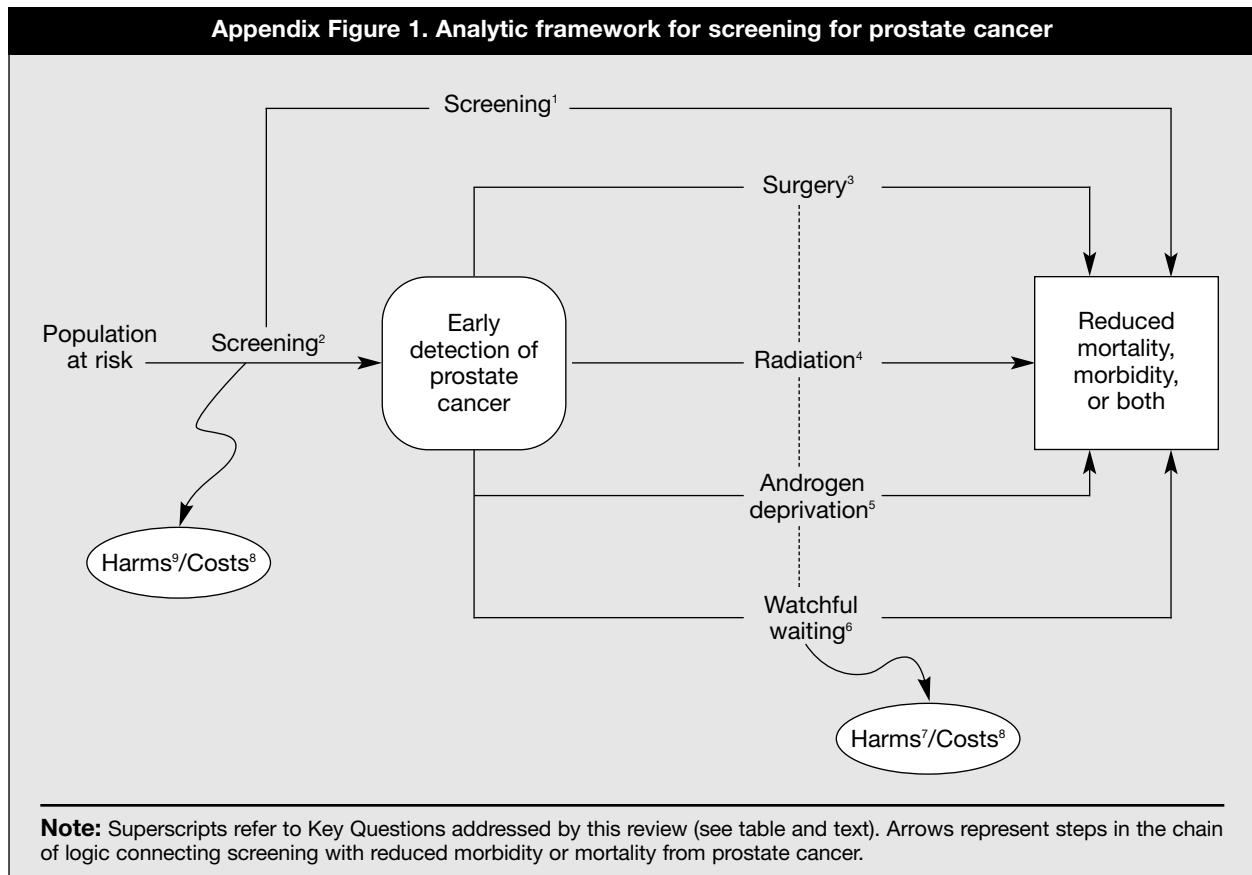 Appendix Figure 1. Analytic framework for screening for prostate cancer
Screening¹
Surgery³
Population
at risk
Screening²
Early
detection of
prostate
cancer
Radiation⁴
Reduced
mortality,
morbidity,
or both
Androgen
deprivation⁵
Harms⁹/Costs⁸
Watchful
waiting⁶
Harms⁷/Costs⁸
Note: Superscripts refer to Key Questions addressed by this review (see table and text). Arrows represent steps in the chain
of logic connecting screening with reduced morbidity or mortality from prostate cancer.